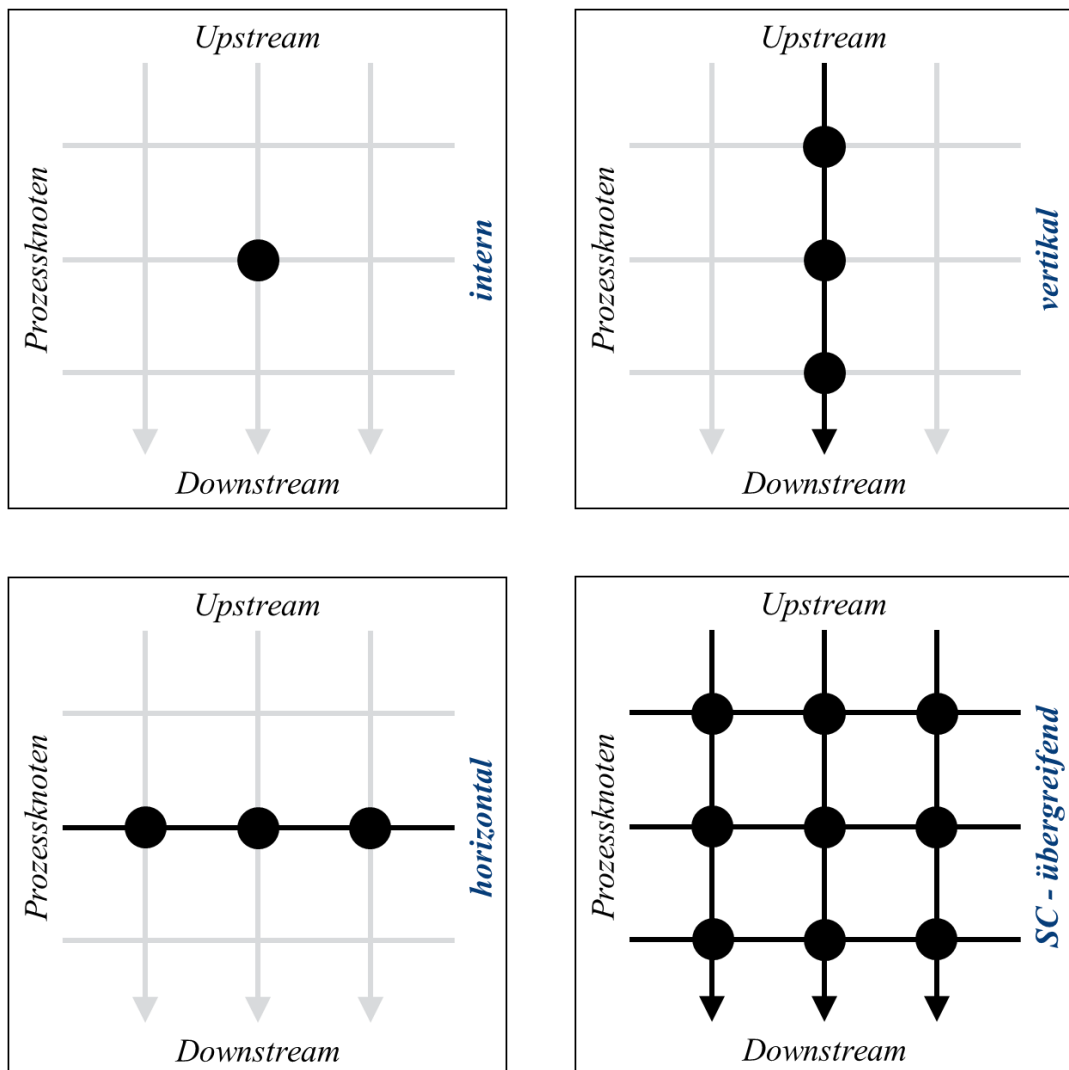 Upstream
Prozessknoten
intern
Downstream
Upstream
Prozessknoten
vertikal
Downstream
Upstream
Prozessknoten
horizontal
Downstream
Upstream
Prozessknoten
SC - übergreifend
Downstream